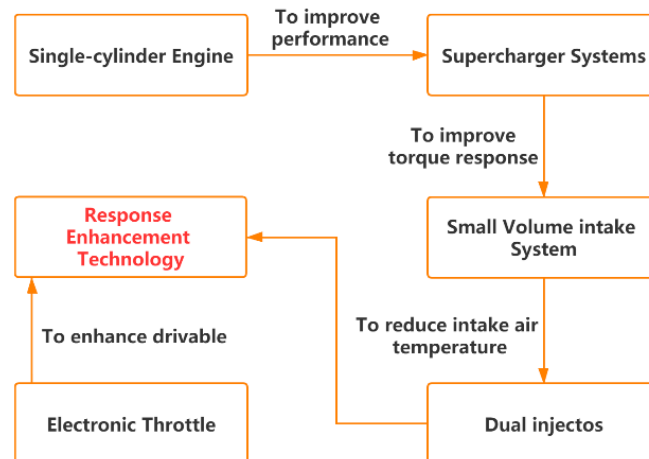 To improve
performance
Single-cylinder Engine
Supercharger Systems
To improve
torque response
Response
Enhancement
Technology
Small Volume intake
System
To enhance drivable
To reduce intake air
temperature
Electronic Throttle
Dual injectos